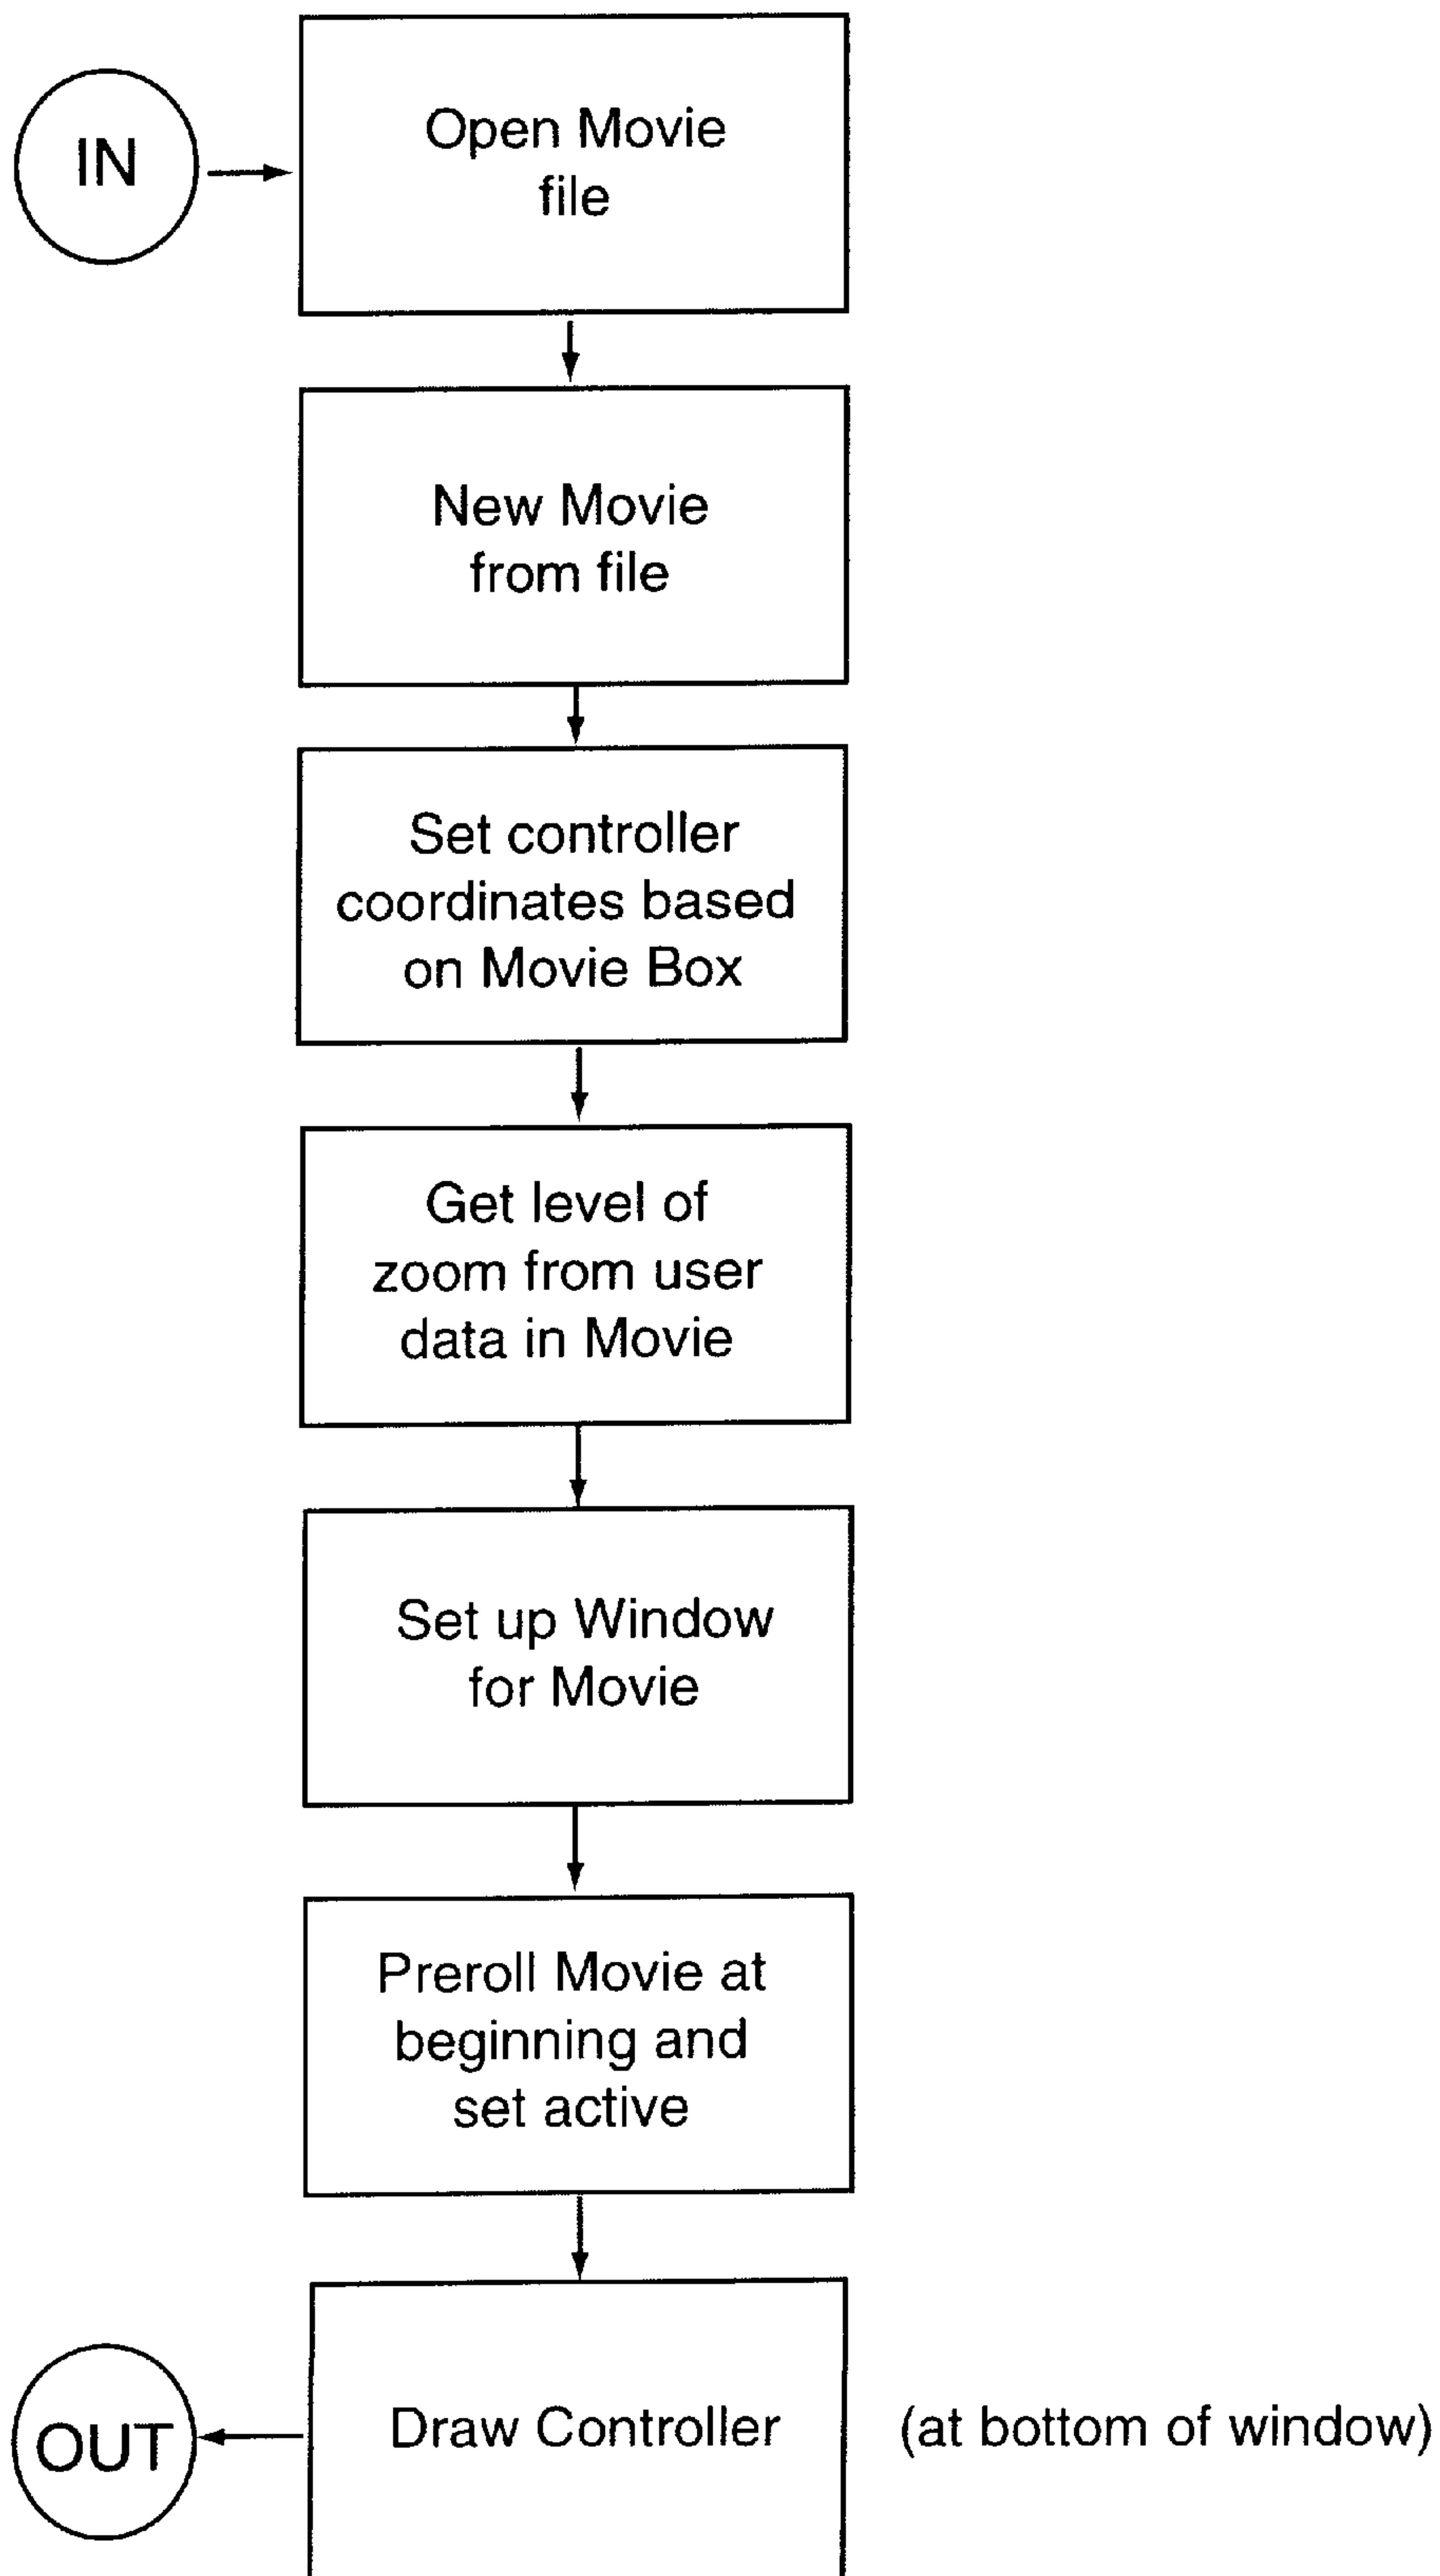 IN
Open Movie
file
New Movie
from file
Set controller
coordinates based
on Movie Box
Get level of
zoom from user
data in Movie
Set up Window
for Movie
Preroll Movie at
beginning and
set active
OUT
Draw Controller
(at bottom of window)